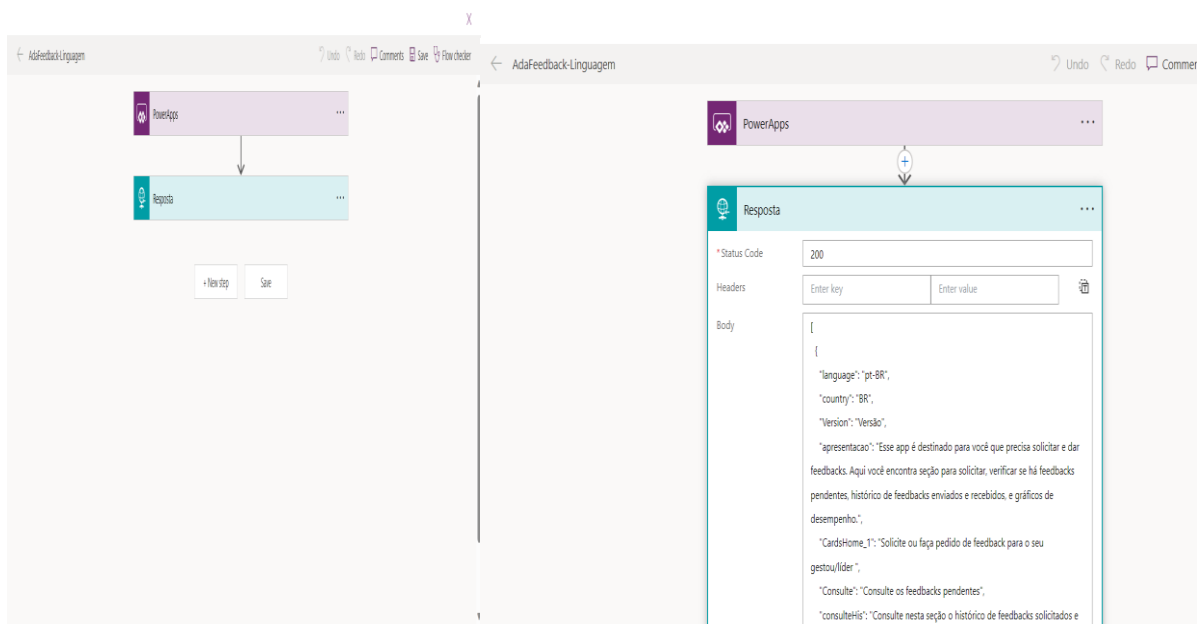 X
AdaFeedback-Linguagem
Undo Redo Comments Save Flow checker
PowerApps
...
Resposta
...
+ New step Save
AdaFeedback-Linguagem
Undo Redo Commen
PowerApps
...
+
Resposta
...
* Status Code 200
Headers Enter key Enter value
Body [
{
"language": "pt-BR",
"country": "BR",
"Version": "Versão",
"apresentacao": "Esse app é destinado para você que precisa solicitar e dar
feedbacks. Aqui você encontra seção para solicitar, verificar se há feedbacks
pendentes, histórico de feedbacks enviados e recebidos, e gráficos de
desempenho.",
"CardsHome_1": "Solicite ou faça pedido de feedback para o seu
gestou/líder ",
"Consulte": "Consulte os feedbacks pendentes",
"consulteHis": "Consulte nesta seção o histórico de feedbacks solicitados e